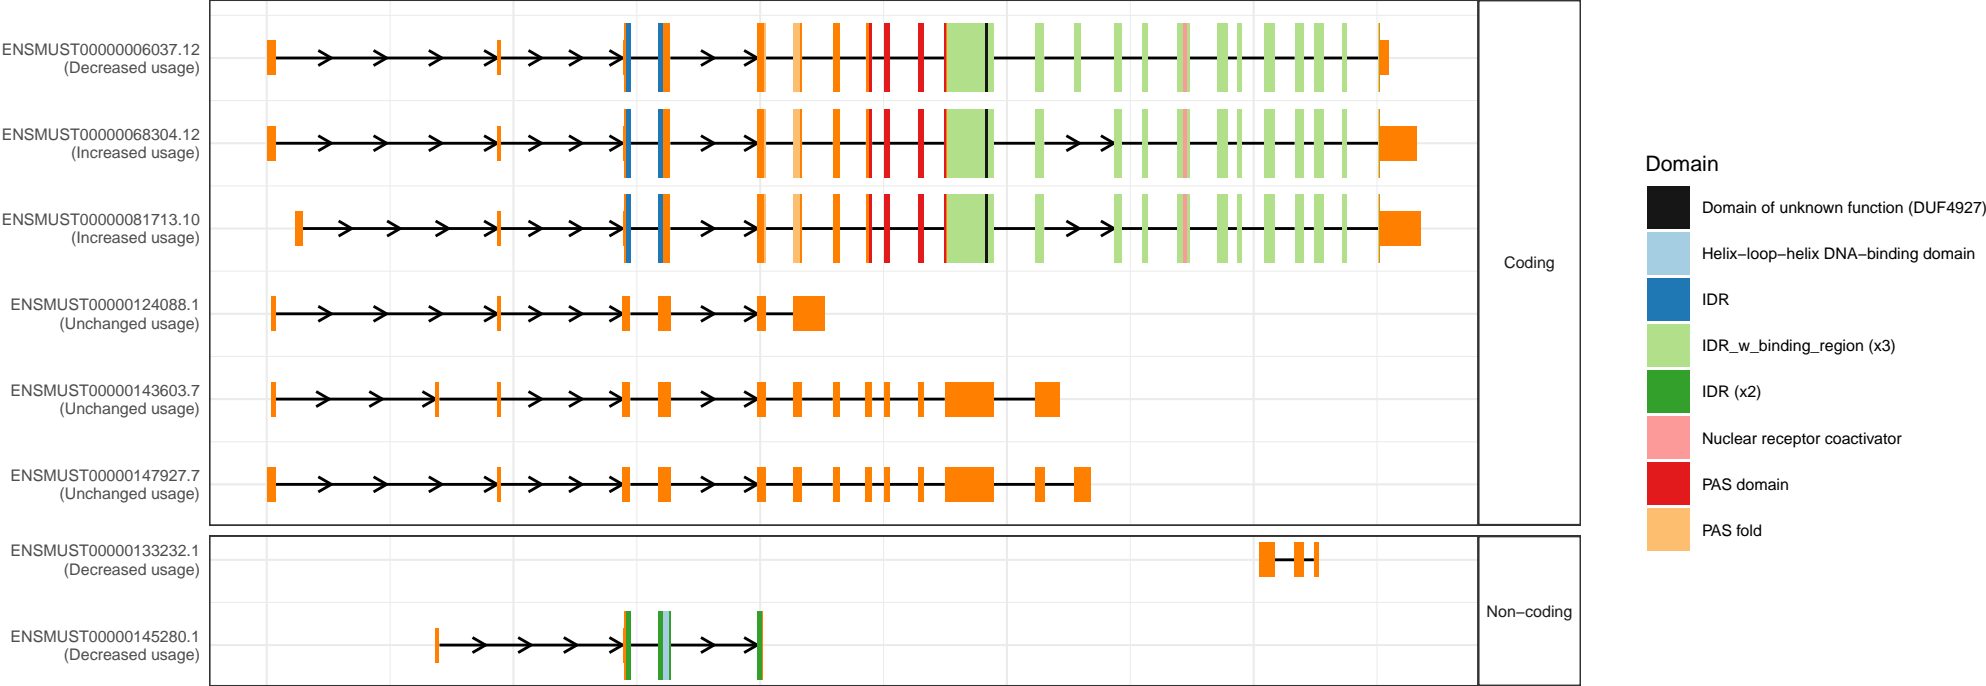 ENSMUST00000006037.12
(Decreased usage)
ENSMUST00000068304.12
(Increased usage)
ENSMUST00000081713.10
(Increased usage)
ENSMUST00000124088.1
(Unchanged usage)
ENSMUST00000143603.7
(Unchanged usage)
ENSMUST00000147927.7
(Unchanged usage)
Coding
ENSMUST00000133232.1
(Decreased usage)
ENSMUST00000145280.1
(Decreased usage)
Non−coding
Domain
Domain of unknown function (DUF4927)
Helix−loop−helix DNA−binding domain
IDR
IDR_w_binding_region (x3)
IDR (x2)
Nuclear receptor coactivator
PAS domain
PAS fold